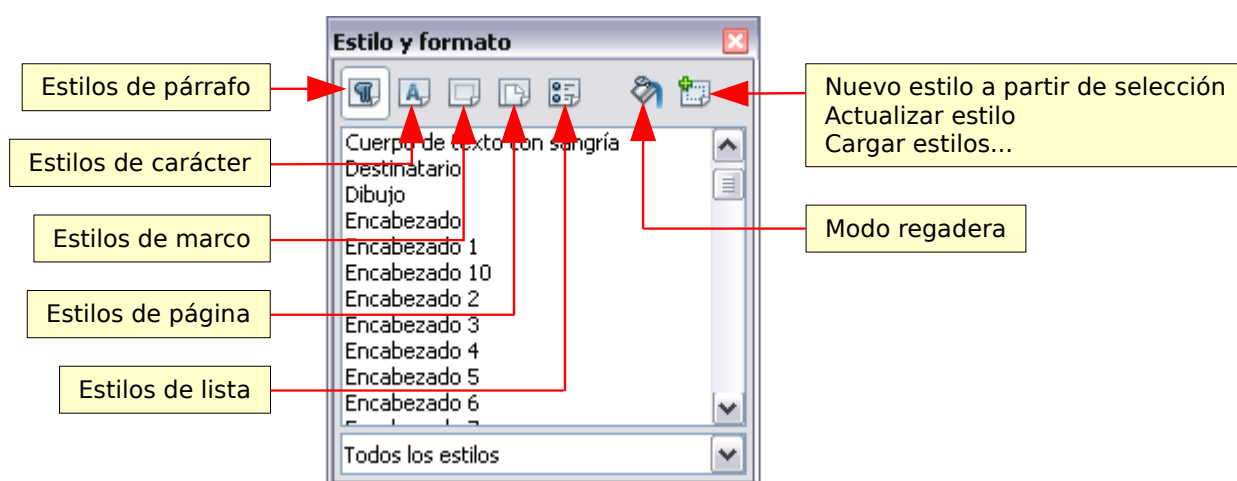 Estilo y formato
Estilos de párrafo
Estilos de carácter
Estilos de marco
Estilos de página
Estilos de lista
Nuevo estilo a partir de selección
Actualizar estilo
Cargar estilos...
Modo regadera
Cuerpo de texto con sangría
Destinatario
Dibujo
Encabezado
Encabezado 1
Encabezado 10
Encabezado 2
Encabezado 3
Encabezado 4
Encabezado 5
Encabezado 6
Todos los estilos